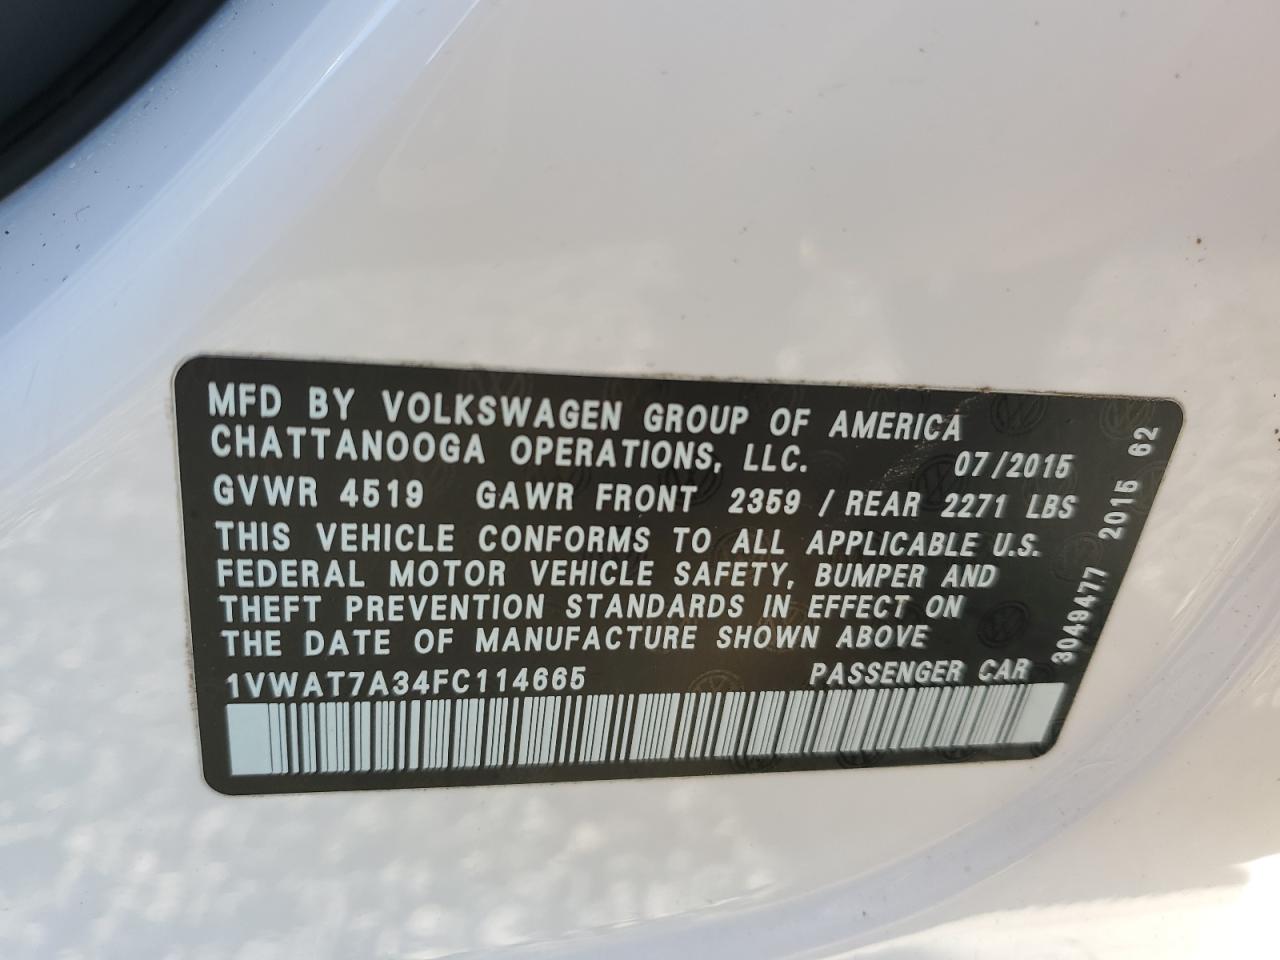 MFD BY VOLKSWAGEN GROUP OF AMERICA
CHATTANOOGA OPERATIONS, LLC. 07/2015
GVWR 4519 GAWR FRONT 2359 / REAR 2271 LBS
THIS VEHICLE CONFORMS TO ALL APPLICABLE U.S.
FEDERAL MOTOR VEHICLE SAFETY, BUMPER AND
THEFT PREVENTION STANDARDS IN EFFECT ON
THE DATE OF MANUFACTURE SHOWN ABOVE
1VWAT7A34FC114665 PASSENGER CAR
3049477 2015 62